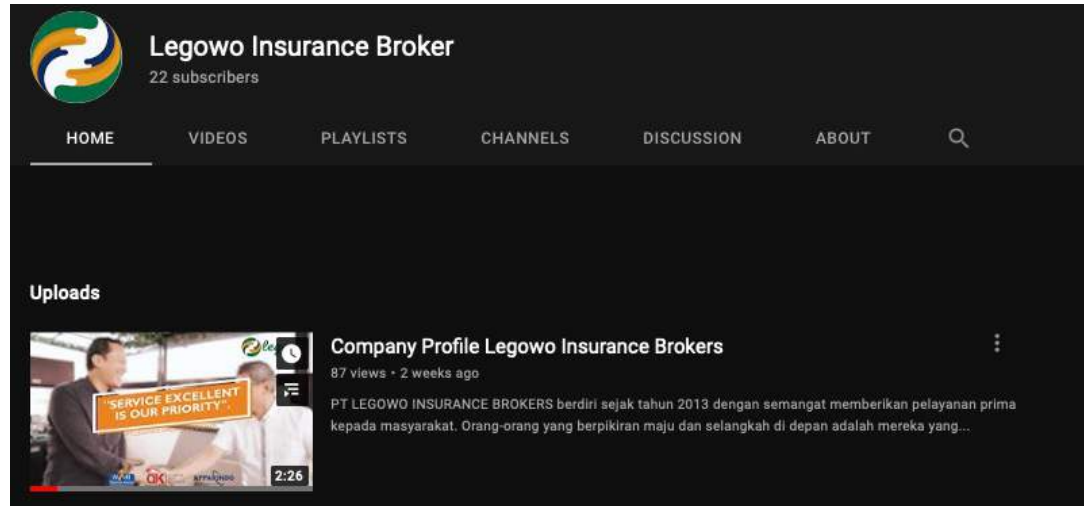 Legowo Insurance Broker
22 subscribers
HOME VIDEOS PLAYLISTS CHANNELS DISCUSSION ABOUT
Uploads
"SERVICE EXCELLENT
IS OUR PRIORITY".
APPARINDO
2:26
Company Profile Legowo Insurance Brokers
87 views • 2 weeks ago
PT LEGOWO INSURANCE BROKERS berdiri sejak tahun 2013 dengan semangat memberikan pelayanan prima
kepada masyarakat. Orang-orang yang berpikiran maju dan selangkah di depan adalah mereka yang...